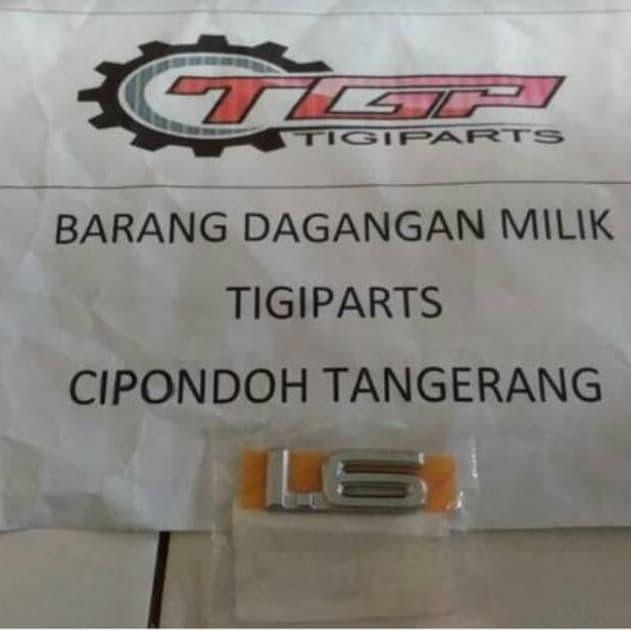 TGP
TIGIPARTS
BARANG DAGANGAN MILIK
TIGIPARTS
CIPONDOH TANGERANG
1.6